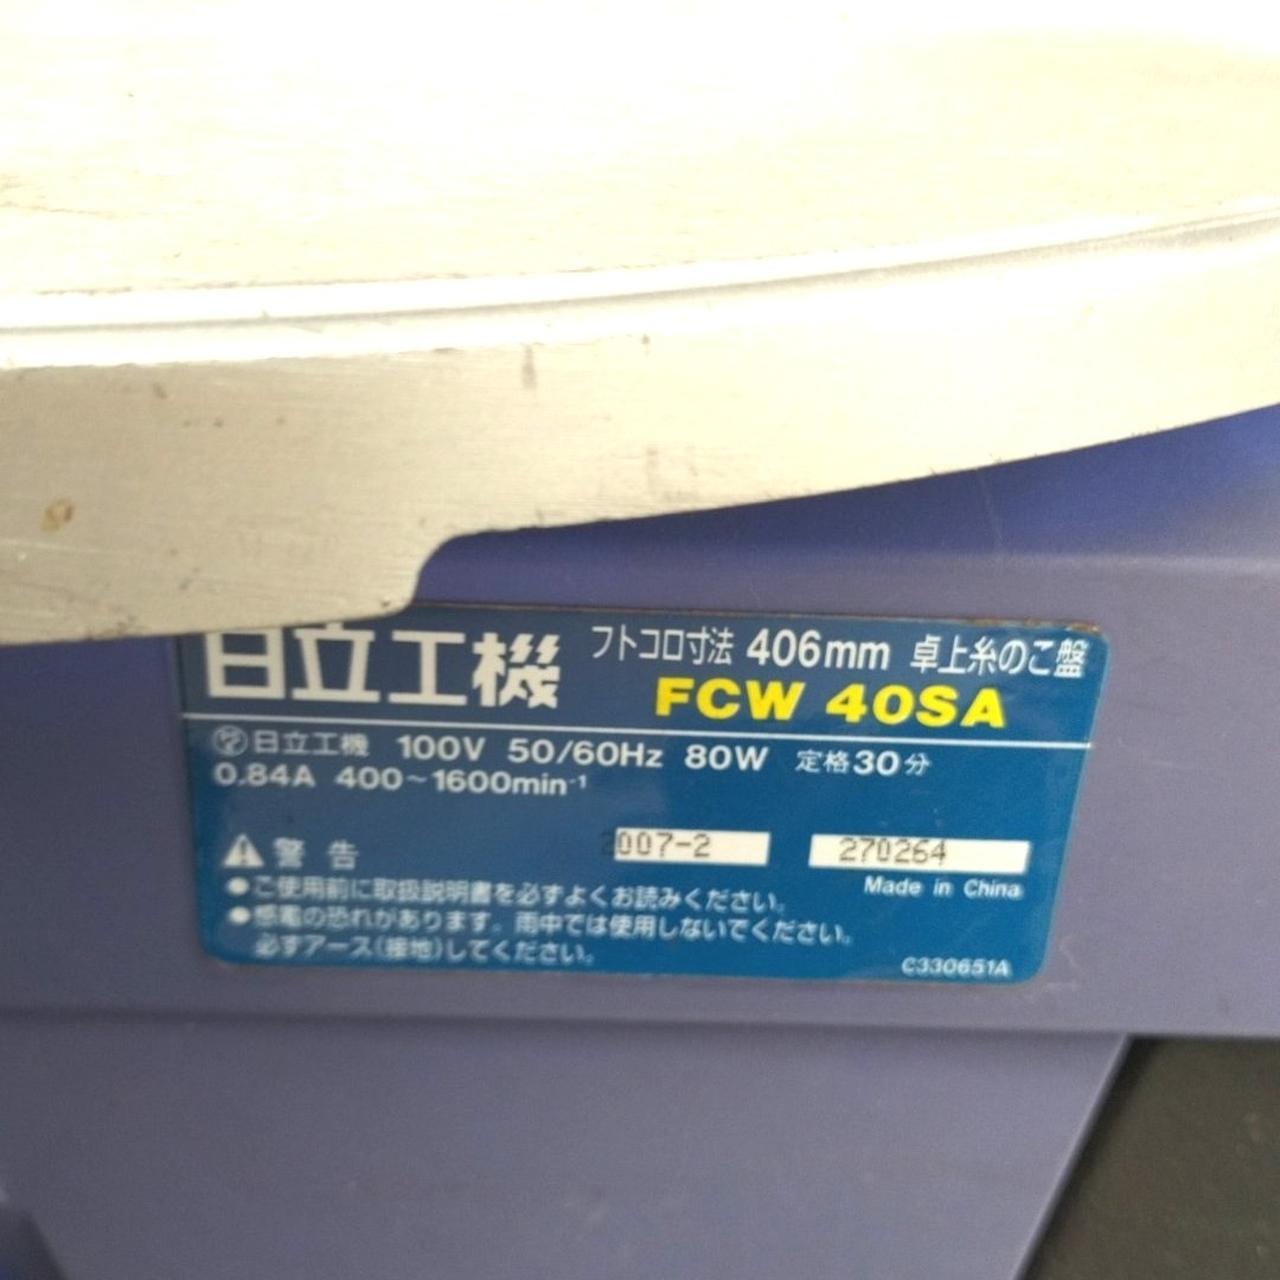 日立工機 フトコロ寸法 406mm 卓上糸のこ盤
FCW 40SA
日立工機 100V 50/60Hz 80W 定格30分
0.84A 400~1600min⁻¹
警告 2007-2 270264
Made in China
●ご使用前に取扱説明書を必ずよくお読みください。
●感電の恐れがあります。雨中では使用しないでください。
必ずアース(接地)してください。
C330651A